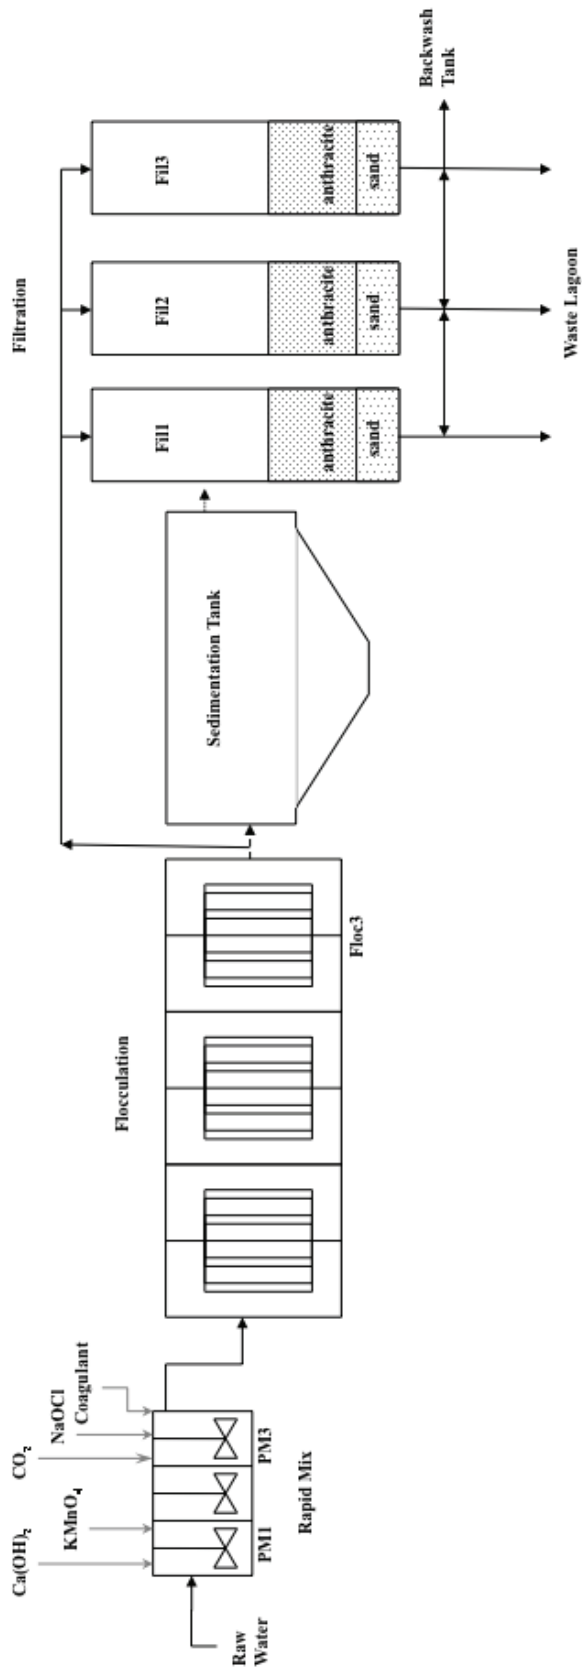 Raw
Water
Ca(OH)₂
KMnO₄
CO₂
NaOCl
Coagulant
PM1
PM3
Rapid Mix
Flocculation
Floc3
Sedimentation Tank
Filtration
Fil1
anthracite
sand
Fil2
anthracite
sand
Fil3
anthracite
sand
Backwash
Tank
Waste Lagoon